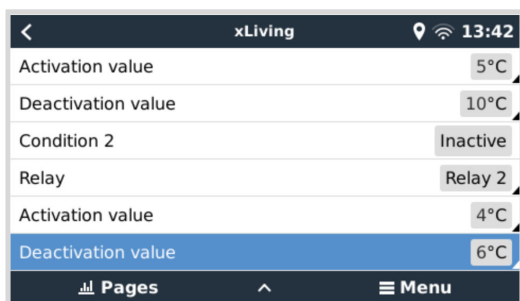 xLiving 13:42
Activation value 5°C
Deactivation value 10°C
Condition 2 Inactive
Relay Relay 2
Activation value 4°C
Deactivation value 6°C
Pages Menu